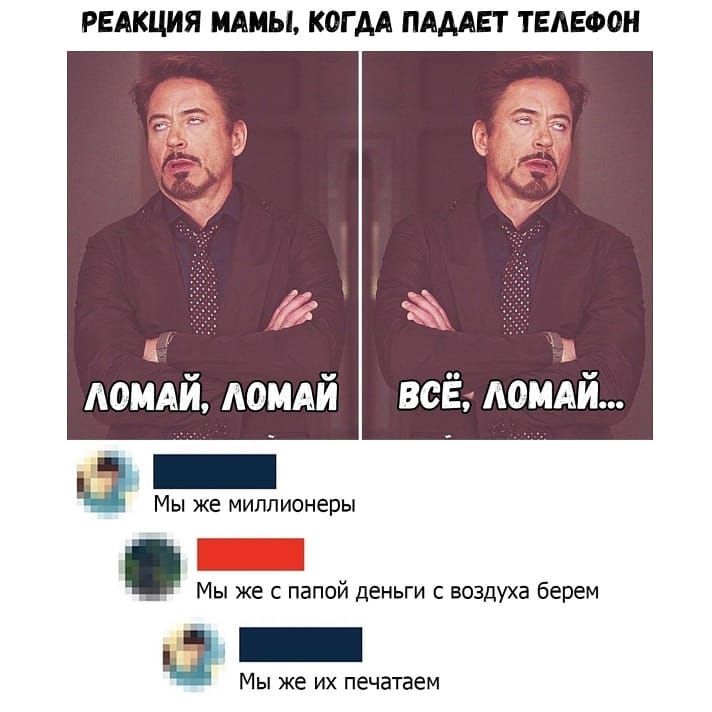 РЕАКЦИЯ МАМЫ, КОГДА ПАДАЕТ ТЕЛЕФОН
ЛОМАЙ, ЛОМАЙ
ВСЁ, ЛОМАЙ...
Мы же миллионеры
Мы же с папой деньги с воздуха берем
Мы же их печатаем